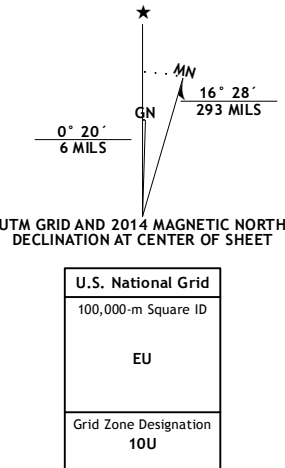 ★
MN
GN
16° 28´
293 MILS
0° 20´
6 MILS
UTM GRID AND 2014 MAGNETIC NORTH
DECLINATION AT CENTER OF SHEET
U.S. National Grid
100,000-m Square ID
EU
Grid Zone Designation
10U